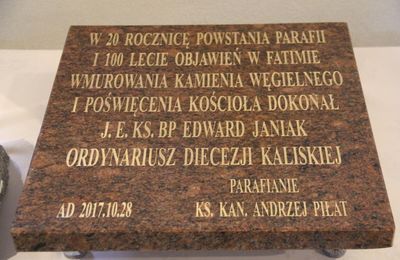 W 20 ROCZNICĘ POWSTANIA PARAFII
I 100 LECIE OBJAWIEŃ W FATIMIE
WMUROWANIA KAMIENIA WĘGIELNEGO
I POŚWIĘCENIA KOŚCIOŁA DOKONAŁ
J. E. KS. BP EDWARD JANIAK
ORDYNARIUSZ DIECEZJI KALISKIEJ
PARAFIANIE
AD 2017.10.28 KS. KAN. ANDRZEJ PIŁAT